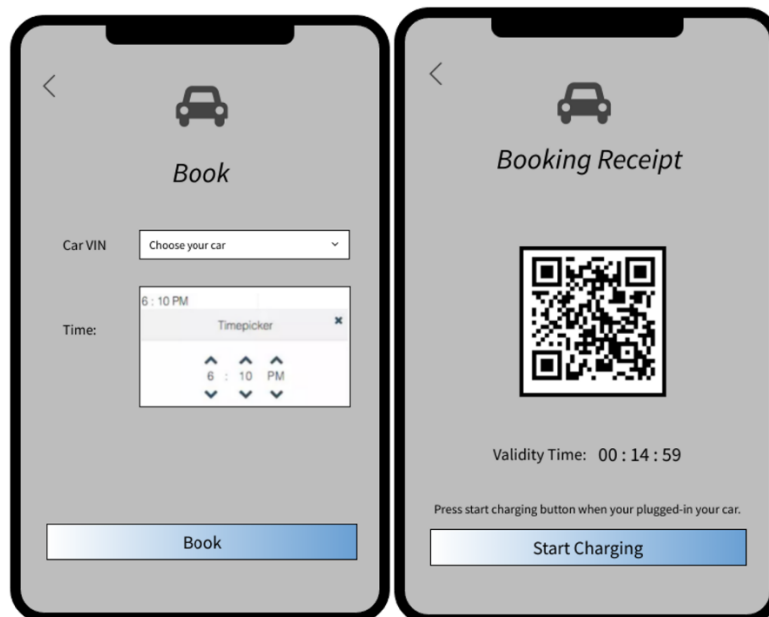 Book
Car VIN
Choose your car
6 : 10 PM
Time:
Timepicker
6 : 10 PM
Book
Booking Receipt
Validity Time: 00 : 14 : 59
Press start charging button when your plugged-in your car.
Start Charging